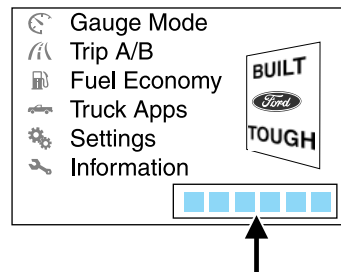 Gauge Mode
Trip A/B
Fuel Economy
Truck Apps
Settings
Information
BUILT
Ford
TOUGH